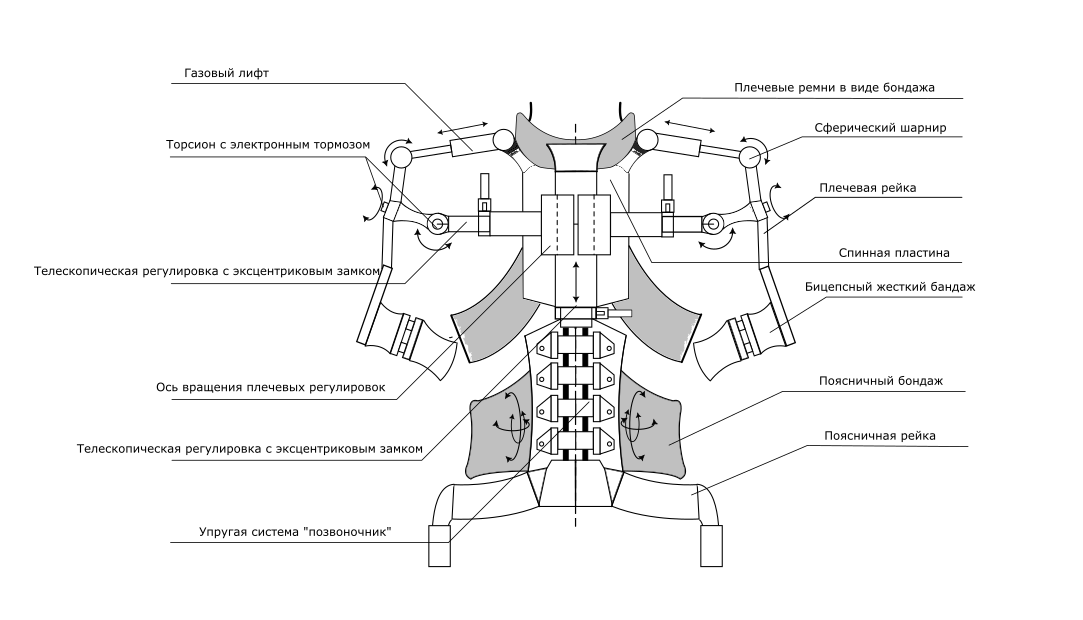 Газовый лифт
Торсион с электронным тормозом
Телескопическая регулировка с эксцентриковым замком
Ось вращения плечевых регулировок
Телескопическая регулировка с эксцентриковым замком
Упругая система "позвоночник"
Плечевые ремни в виде бондажа
Сферический шарнир
Плечевая рейка
Спинная пластина
Бицепсный жесткий бандаж
Поясничный бондаж
Поясничная рейка